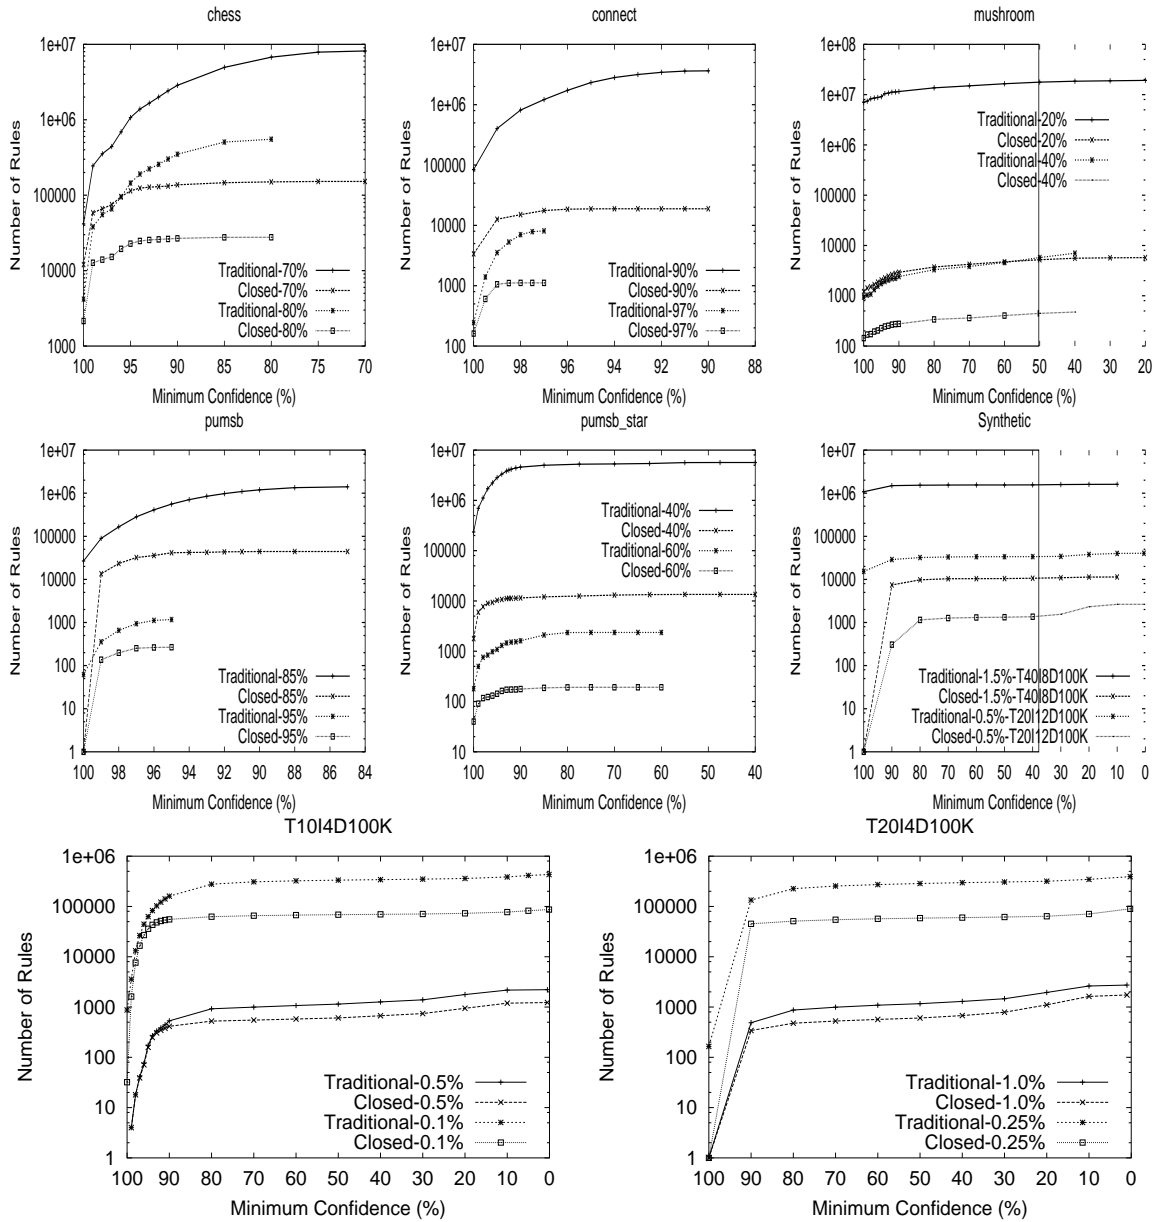 chess
Number of Rules
1e+07
1e+06
100000
10000
1000
Traditional-70%
Closed-70%
Traditional-80%
Closed-80%
100 95 90 85 80 75 70
Minimum Confidence (%)
connect
Number of Rules
1e+07
1e+06
100000
10000
1000
100
Traditional-90%
Closed-90%
Traditional-97%
Closed-97%
100 98 96 94 92 90 88
Minimum Confidence (%)
mushroom
Number of Rules
1e+08
1e+07
1e+06
100000
10000
1000
100
Traditional-20%
Closed-20%
Traditional-40%
Closed-40%
100 90 80 70 60 50 40 30 20
Minimum Confidence (%)
pumsb
Number of Rules
1e+07
1e+06
100000
10000
1000
100
10
1
Traditional-85%
Closed-85%
Traditional-95%
Closed-95%
100 98 96 94 92 90 88 86 84
Minimum Confidence (%)
pumsb_star
Number of Rules
1e+07
1e+06
100000
10000
1000
100
10
Traditional-40%
Closed-40%
Traditional-60%
Closed-60%
100 90 80 70 60 50 40
Minimum Confidence (%)
Synthetic
Number of Rules
1e+07
1e+06
100000
10000
1000
100
10
1
Traditional-1.5%-T40I8D100K
Closed-1.5%-T40I8D100K
Traditional-0.5%-T20I12D100K
Closed-0.5%-T20I12D100K
100 90 80 70 60 50 40 30 20 10 0
Minimum Confidence (%)
T10I4D100K
Number of Rules
1e+06
100000
10000
1000
100
10
1
Traditional-0.5%
Closed-0.5%
Traditional-0.1%
Closed-0.1%
100 90 80 70 60 50 40 30 20 10 0
Minimum Confidence (%)
T20I4D100K
Number of Rules
1e+06
100000
10000
1000
100
10
1
Traditional-1.0%
Closed-1.0%
Traditional-0.25%
Closed-0.25%
100 90 80 70 60 50 40 30 20 10 0
Minimum Confidence (%)